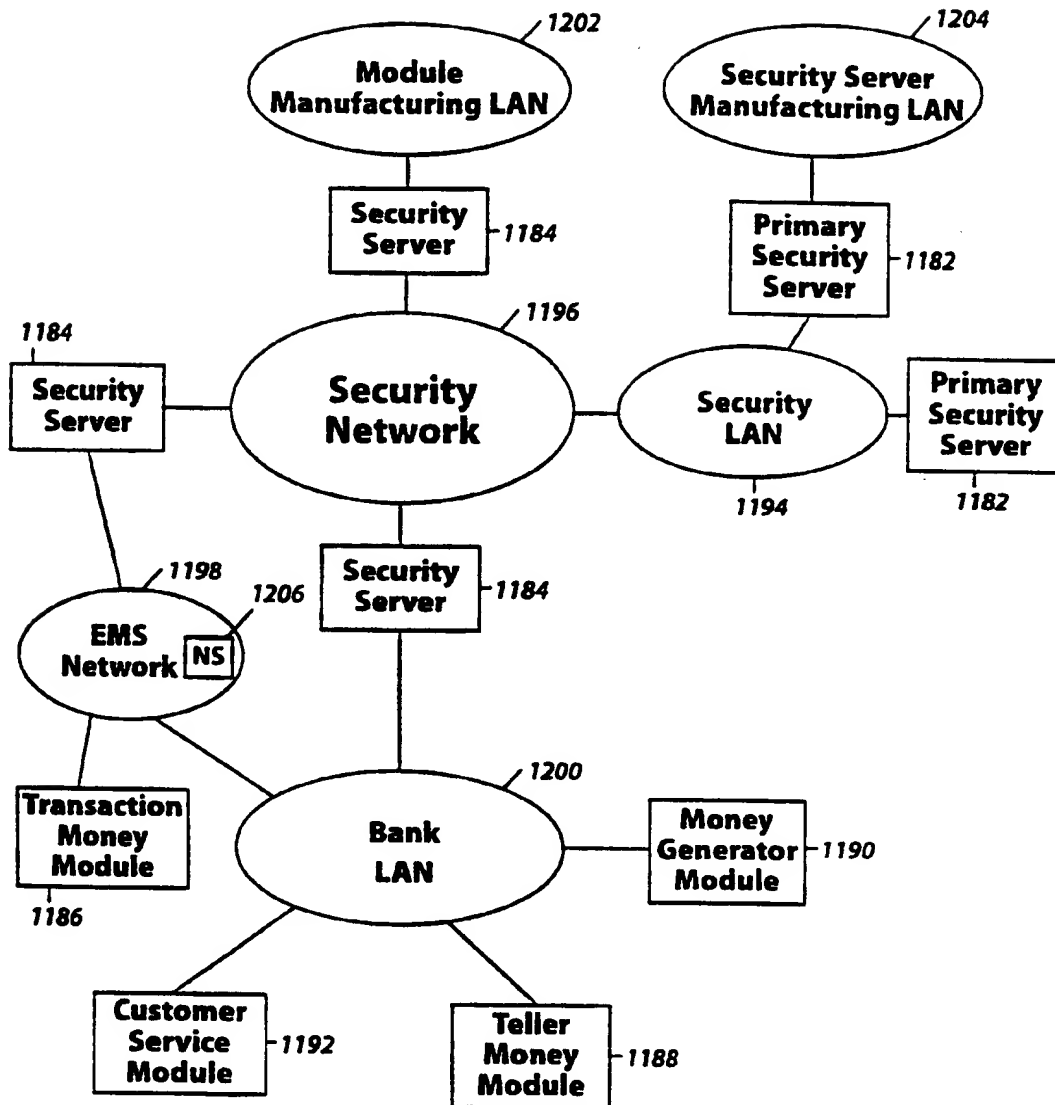 1202
Module
Manufacturing LAN
1204
Security Server
Manufacturing LAN
Security
Server
1184
Primary
Security
Server
1182
1196
Security
Network
1184
Security
Server
Security
LAN
1194
Primary
Security
Server
1182
Security
Server
1184
1198
1206
EMS
Network
NS
1200
Bank
LAN
Transaction
Money
Module
1186
Money
Generator
Module
1190
Customer
Service
Module
1192
Teller
Money
Module
1188